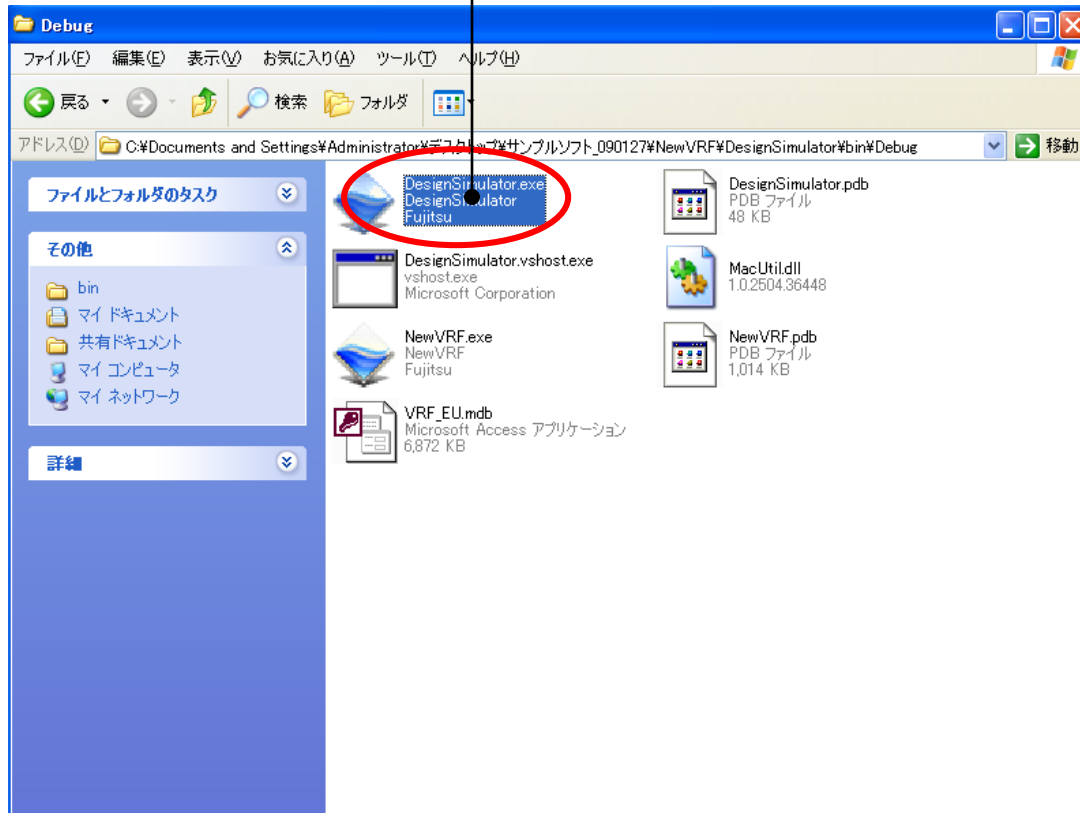 Debug
ファイル(F) 編集(E) 表示(V) お気に入り(A) ツール(T) ヘルプ(H)
戻る 検索 フォルダ
アドレス(D) C:¥Documents and Settings¥Administrator¥デスクトップ¥サンプルソフト_090127¥NewVRF¥DesignSimulator¥bin¥Debug 移動
ファイルとフォルダのタスク
その他
bin
マイ ドキュメント
共有ドキュメント
マイ コンピュータ
マイ ネットワーク
詳細
DesignSimulator.exe
DesignSimulator
Fujitsu
DesignSimulator.pdb
PDB ファイル
48 KB
DesignSimulator.vshost.exe
vshost.exe
Microsoft Corporation
MacUtil.dll
1.0.2504.36448
NewVRF.exe
NewVRF
Fujitsu
NewVRF.pdb
PDB ファイル
1,014 KB
VRF_EU.mdb
Microsoft Access アプリケーション
6,872 KB